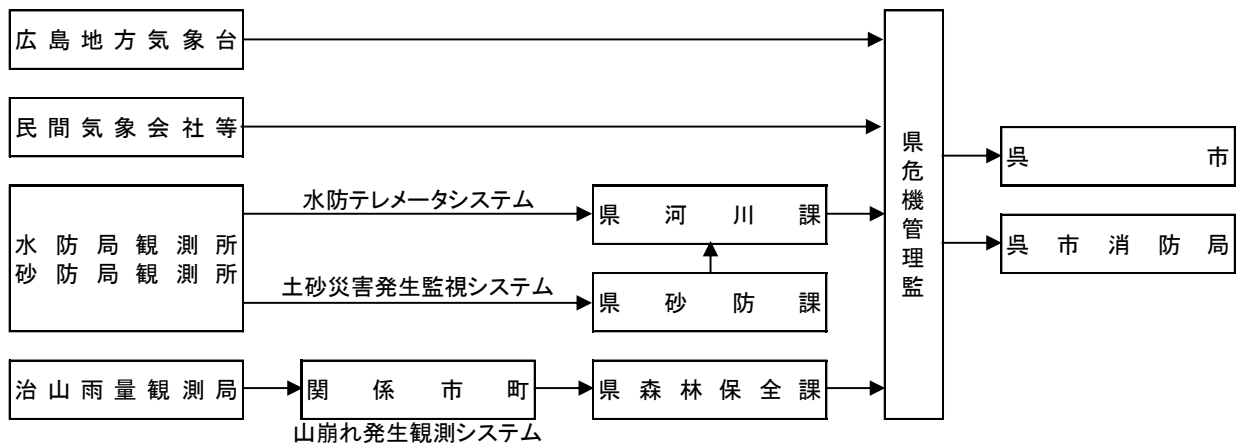 広島地方気象台
民間気象会社等
水防局観測所
砂防局観測所
水防テレメータシステム
県河川課
土砂災害発生監視システム
県砂防課
治山雨量観測局
関係市町
山崩れ発生観測システム
県森林保全課
県危機管理監
呉市
呉市消防局